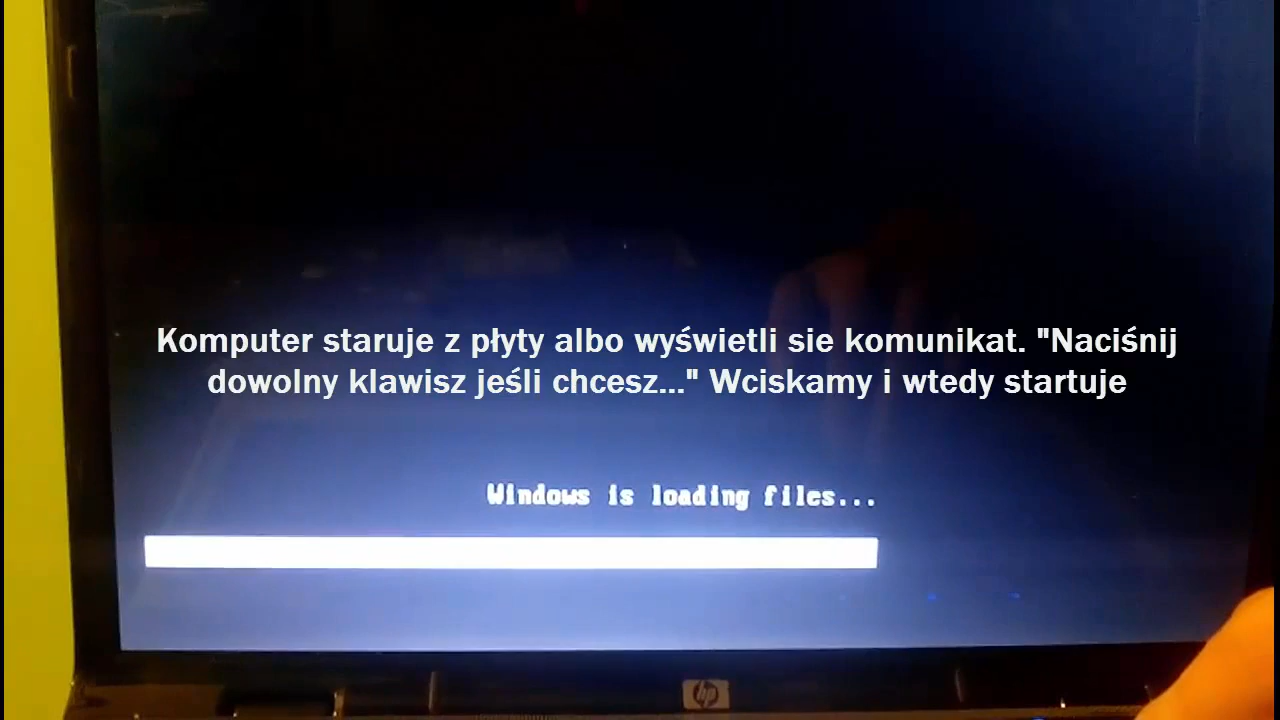 Komputer staruje z płyty albo wyświetli sie komunikat. "Naciśnij
dowolny klawisz jeśli chcesz..." Wciskamy i wtedy startuje
Windows is loading files...
hp